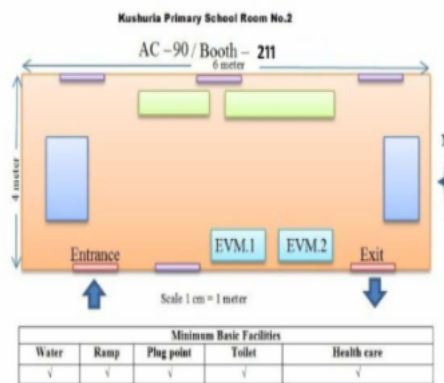 Kushuria Primary School Room No.2
AC -90 / Booth - 211
6 meter
4 meter
EVM.1
EVM.2
Entrance
Exit
Scale 1 cm = 1 meter
Minimum Basic Facilities
Water Ramp Plug point Toilet Health care
√ √ √ √ √